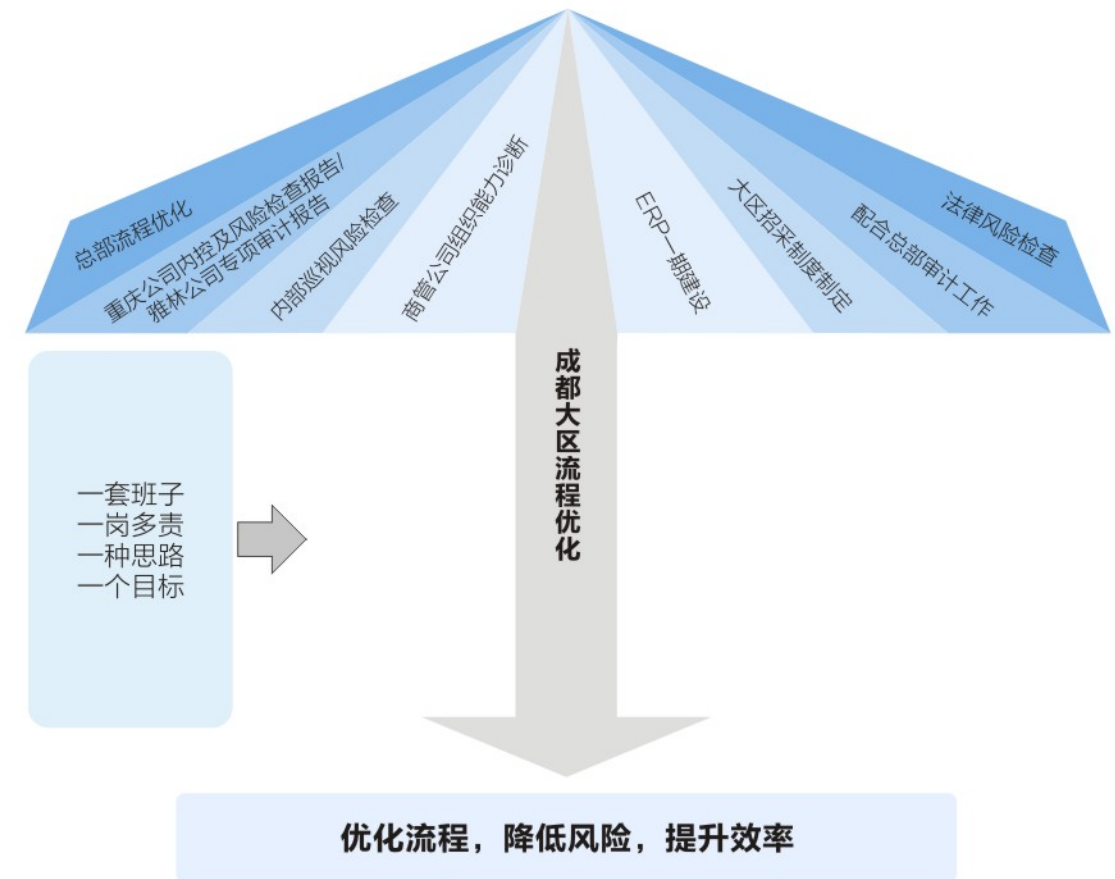 总部流程优化
重庆公司内控及风险检查报告/
雅林公司专项审计报告
内部巡视风险检查
商管公司组织能力诊断
ERP一期建设
大区招采制度制定
配合总部审计工作
法律风险检查
成都大区流程优化
一套班子
一岗多责
一种思路
一个目标
优化流程，降低风险，提升效率